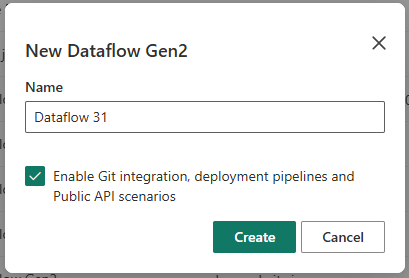 New Dataflow Gen2
Name
Dataflow 31
Enable Git integration, deployment pipelines and
Public API scenarios
Create
Cancel